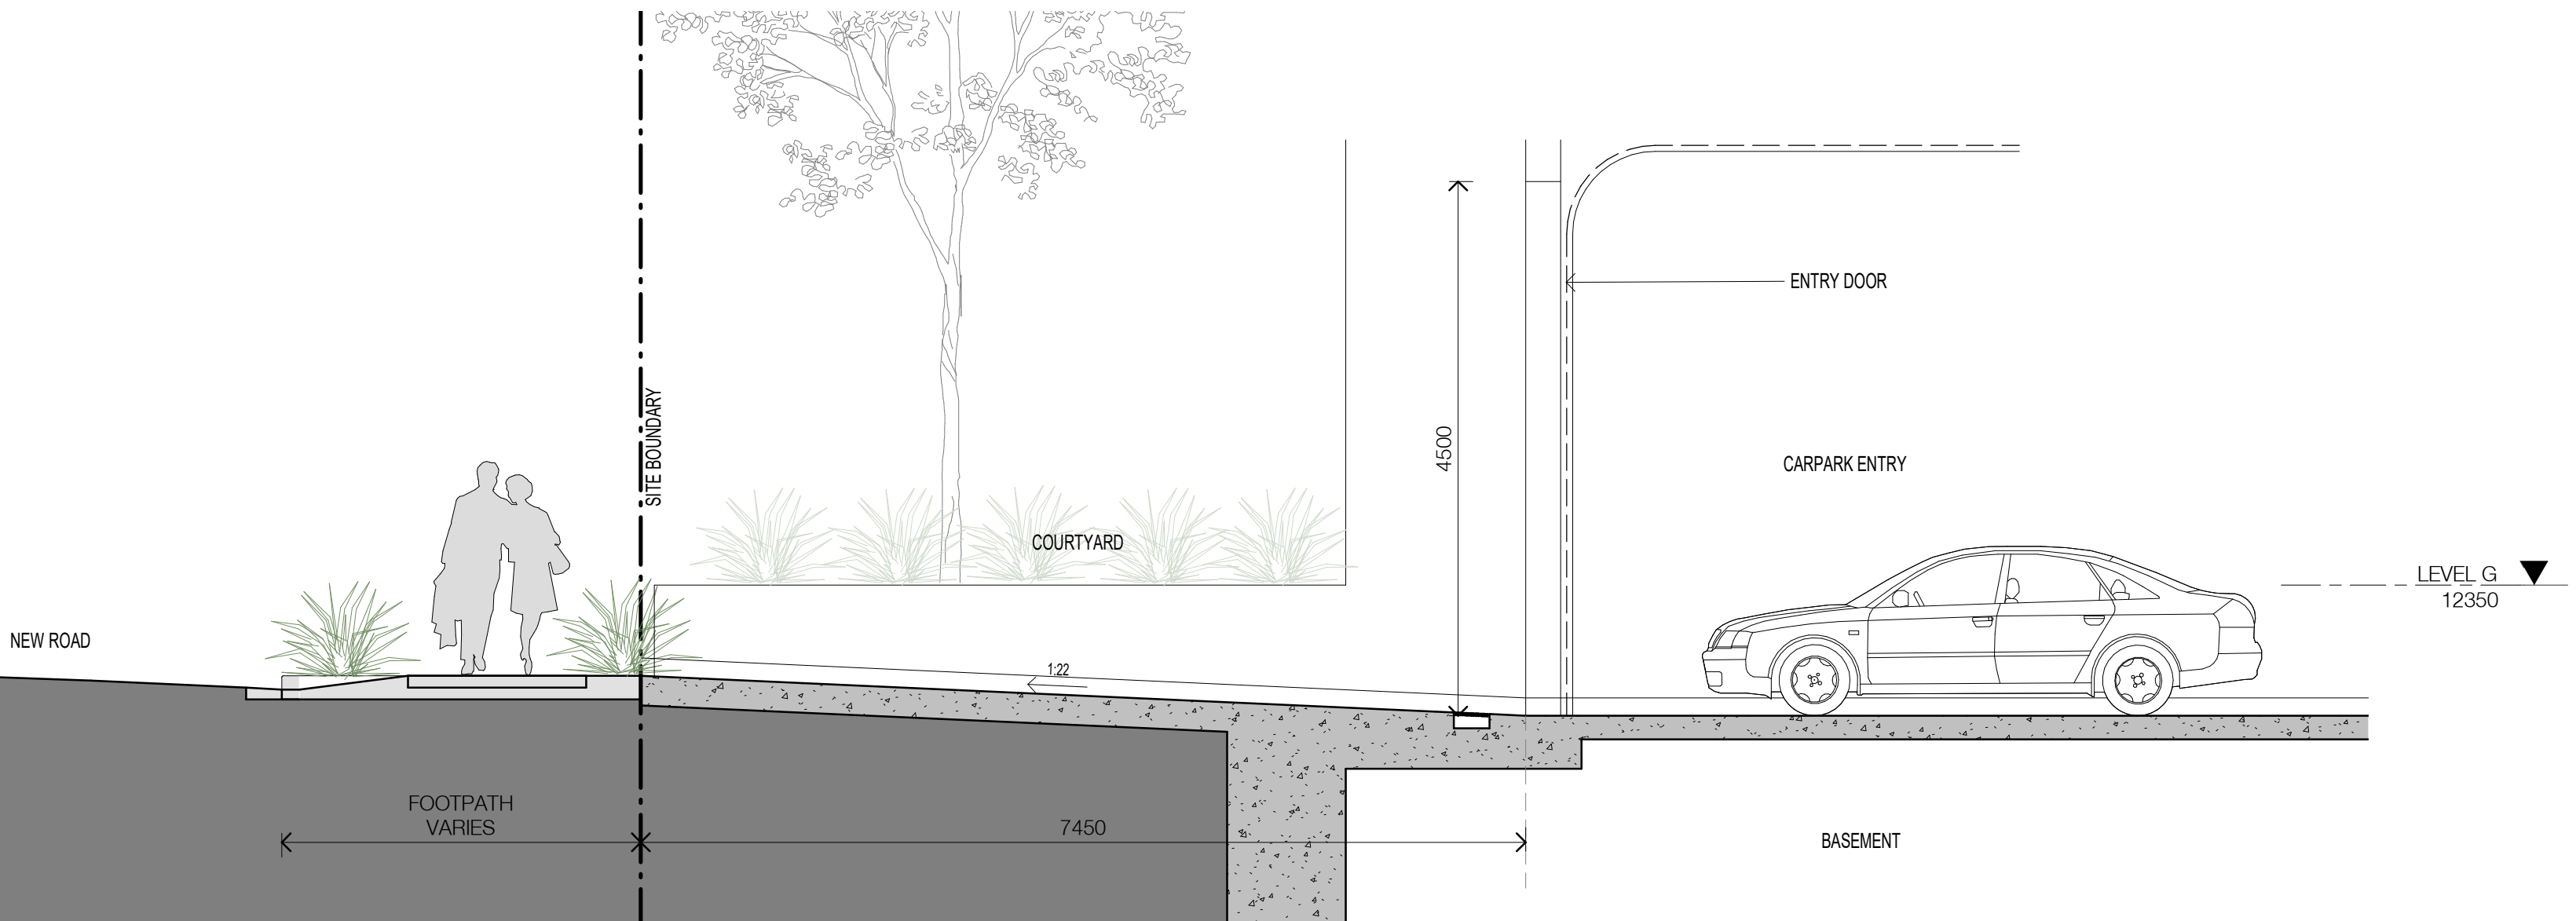 ENTRY DOOR
SITE BOUNDARY
4500
CARPARK ENTRY
COURTYARD
LEVEL G
12350
NEW ROAD
1:22
FOOTPATH
VARIES
7450
BASEMENT